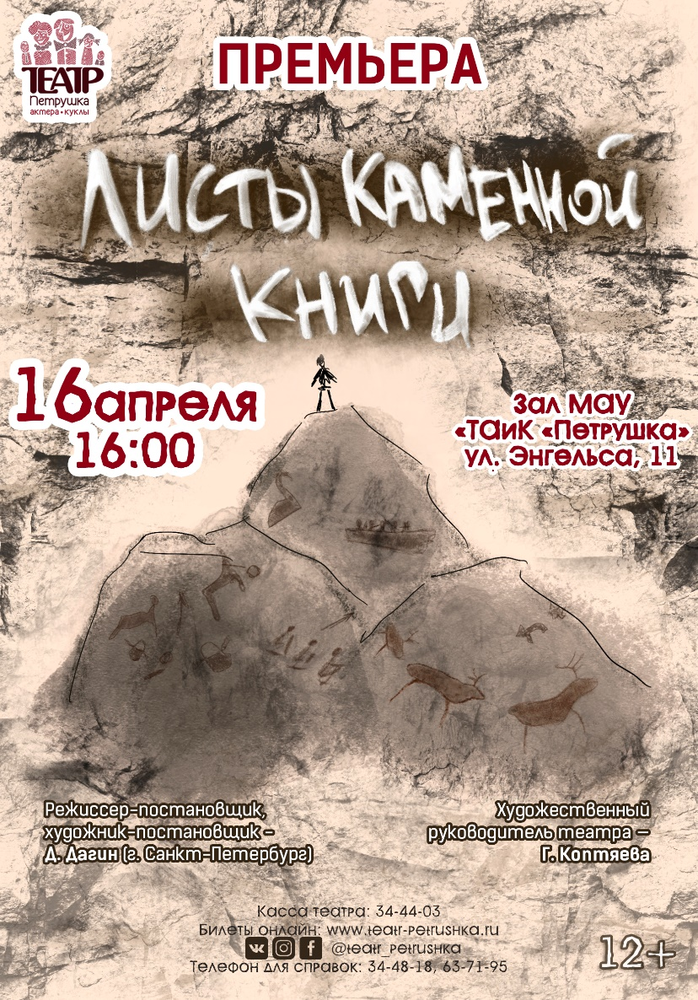 ТЕАТР
Петрушка
актера • куклы
ПРЕМЬЕРА
ЛИСТЫ КАМЕННОЙ
КНИГИ
16 апреля
16:00
Зал МАУ
«ТАиК «Петрушка»
ул. Энгельса, 11
Режиссер-постановщик,
художник-постановщик –
Д. Дагин (г. Санкт-Петербург)
Художественный
руководитель театра –
Г. Коптяева
Касса театра: 34-44-03
Билеты онлайн: www.teatr-petrushka.ru
@teatr_petrushka
Телефон для справок: 34-48-18, 63-71-95
12+